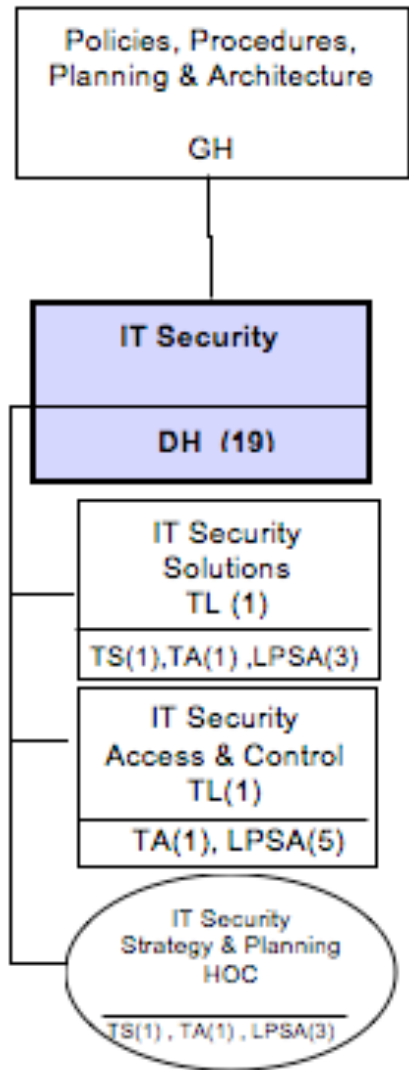 Policies, Procedures,
Planning & Architecture
GH
IT Security
DH (19)
IT Security
Solutions
TL (1)
TS(1),TA(1) ,LPSA(3)
IT Security
Access & Control
TL(1)
TA(1), LPSA(5)
IT Security
Strategy & Planning
HOC
TS(1) , TA(1) , LPSA(3)